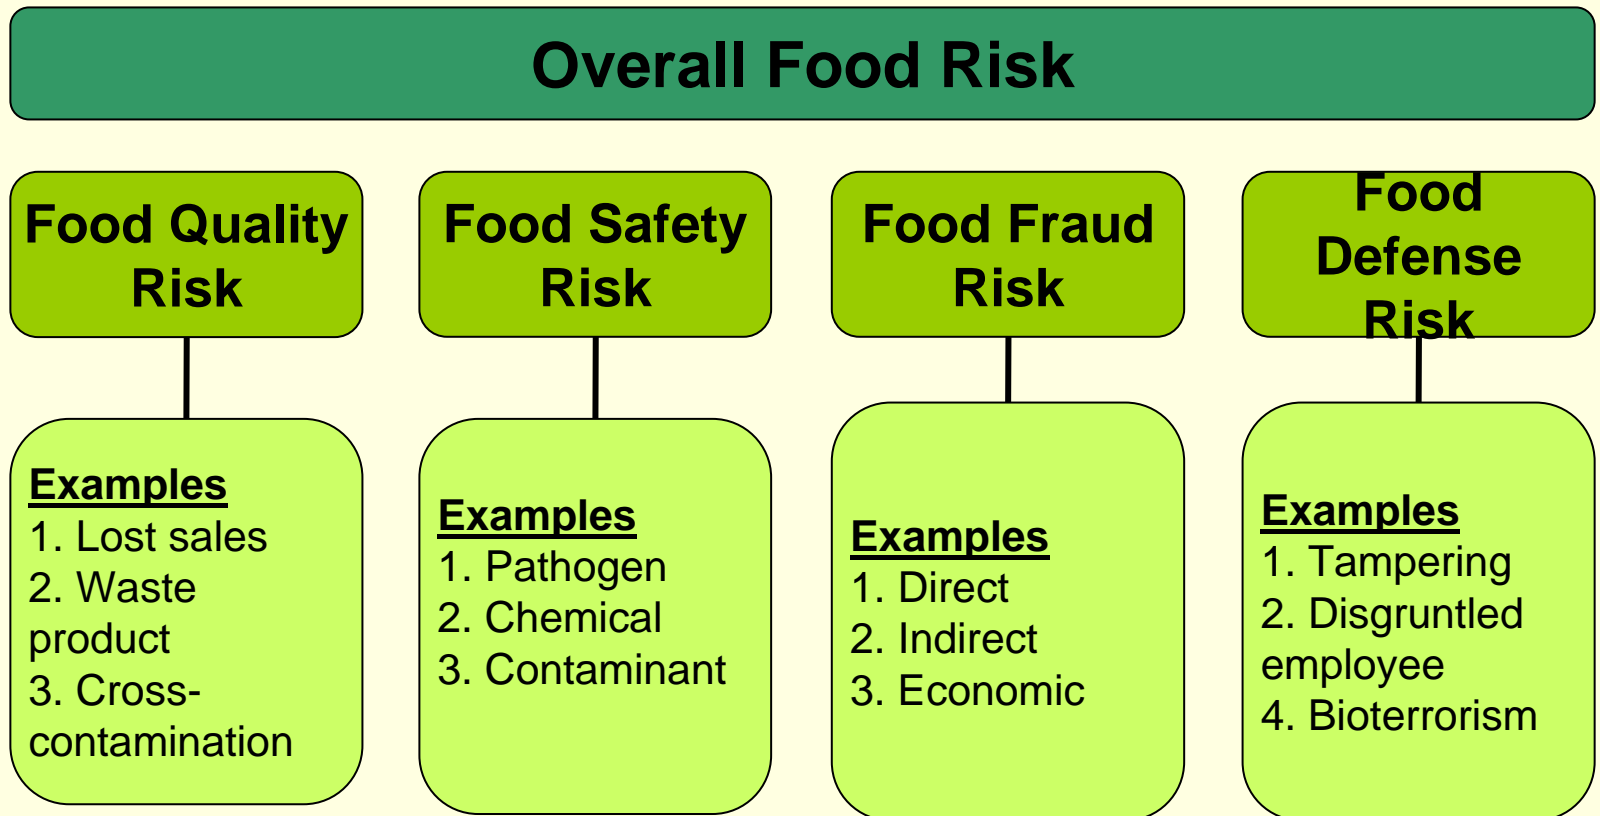 Overall Food Risk
Food Quality
Risk
Food Safety
Risk
Food Fraud
Risk
Food
Defense
Risk
Examples
1. Lost sales
2. Waste
product
3. Cross-
contamination
Examples
1. Pathogen
2. Chemical
3. Contaminant
Examples
1. Direct
2. Indirect
3. Economic
Examples
1. Tampering
2. Disgruntled
employee
4. Bioterrorism